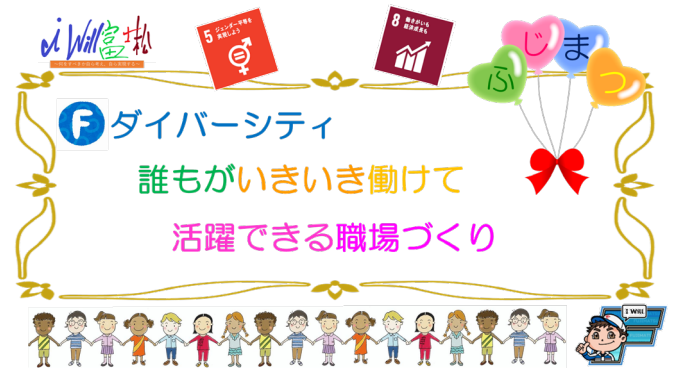 i Will富士松
5 ジェンダー平等を
実現しよう
8 働きがいも
経済成長も
ふじまつ
F ダイバーシティ
誰もがいきいき働けて
活躍できる職場づくり
I Will